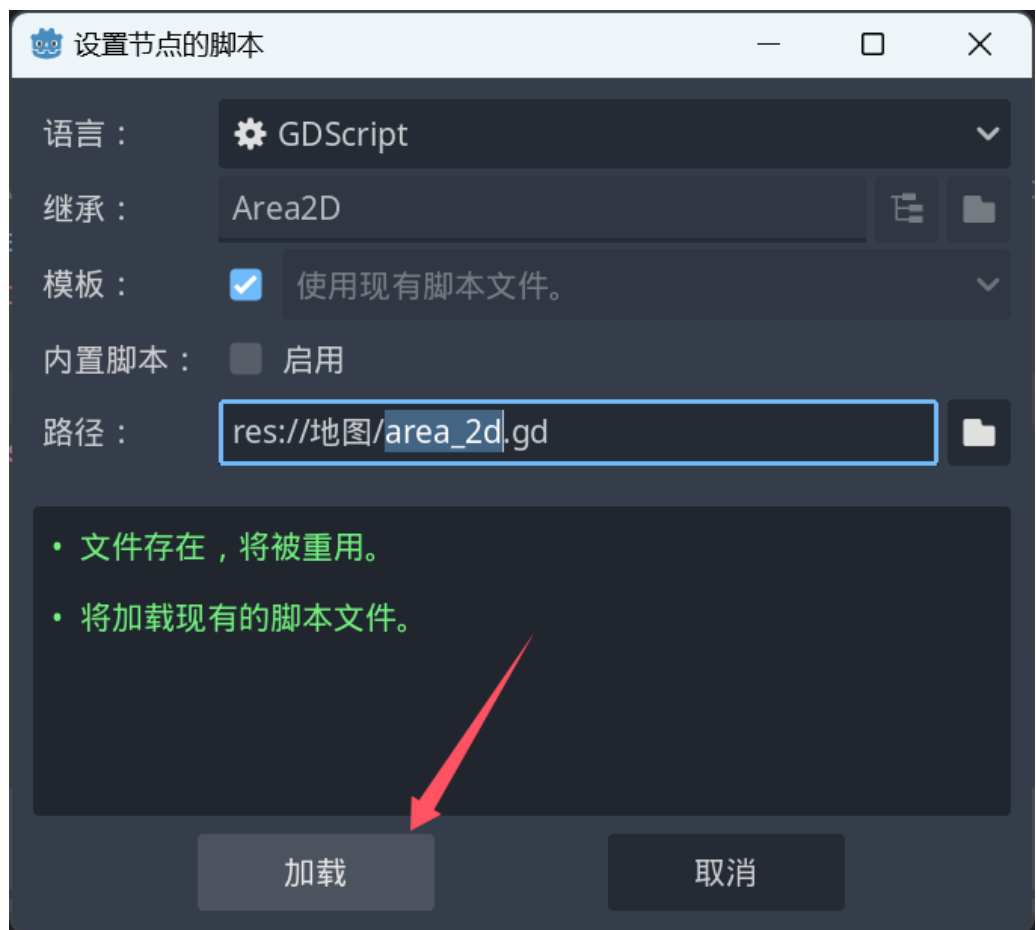 设置节点的脚本
语言：
GDScript
继承：
Area2D
模板：
使用现有脚本文件。
内置脚本：
启用
路径：
res://地图/area_2d.gd
• 文件存在，将被重用。
• 将加载现有的脚本文件。
加载
取消